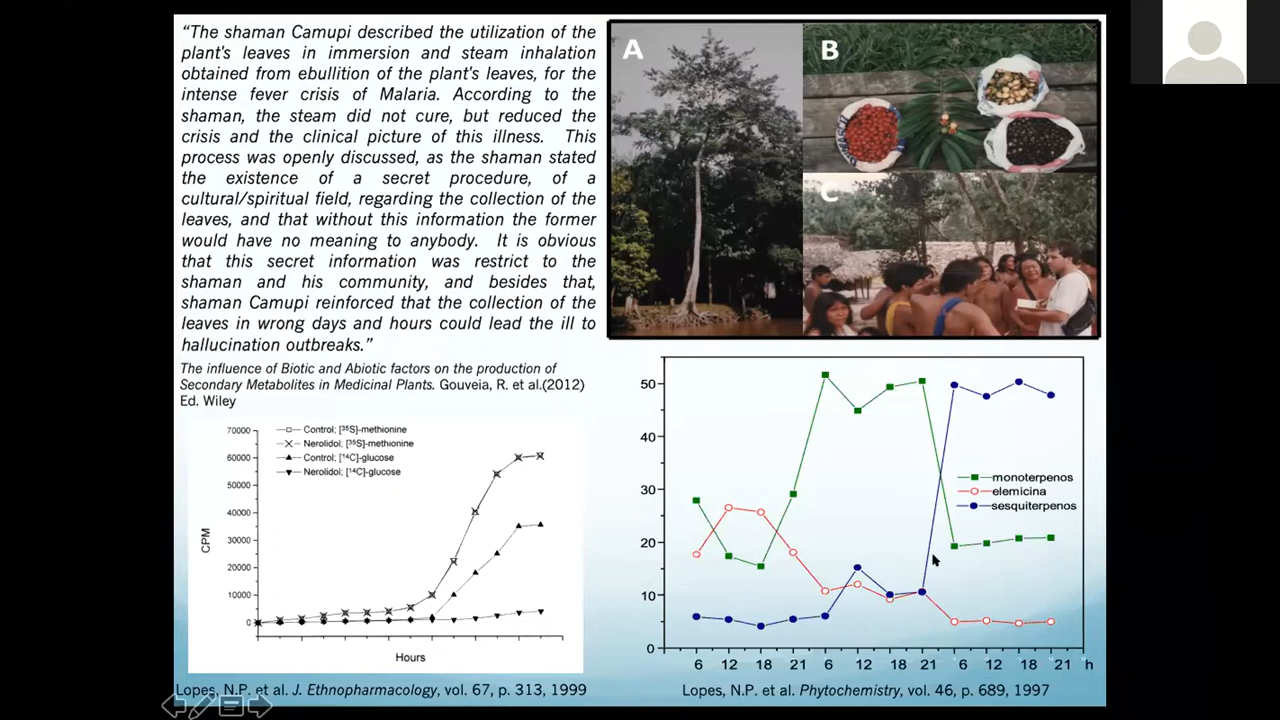 “The shaman Camupi described the utilization of the
plant's leaves in immersion and steam inhalation
obtained from ebullition of the plant's leaves, for the
intense fever crisis of Malaria. According to the
shaman, the steam did not cure, but reduced the
crisis and the clinical picture of this illness. This
process was openly discussed, as the shaman stated
the existence of a secret procedure, of a
cultural/spiritual field, regarding the collection of the
leaves, and that without this information the former
would have no meaning to anybody. It is obvious
that this secret information was restrict to the
shaman and his community, and besides that,
shaman Camupi reinforced that the collection of the
leaves in wrong days and hours could lead the ill to
hallucination outbreaks.”
The influence of Biotic and Abiotic factors on the production of
Secondary Metabolites in Medicinal Plants. Gouveia, R. et al.(2012)
Ed. Wiley
A
B
C
Control; [³⁵S]-methionine
Nerolidol; [³⁵S]-methionine
Control; [¹⁴C]-glucose
Nerolidol; [¹⁴C]-glucose
70000
60000
50000
40000
30000
20000
10000
0
CPM
Hours
Lopes, N.P. et al. J. Ethnopharmacology, vol. 67, p. 313, 1999
50
40
30
20
10
0
monoterpenos
elemicina
sesquiterpenos
6 12 18 21 6 12 18 21 6 12 18 21 h
Lopes, N.P. et al. Phytochemistry, vol. 46, p. 689, 1997